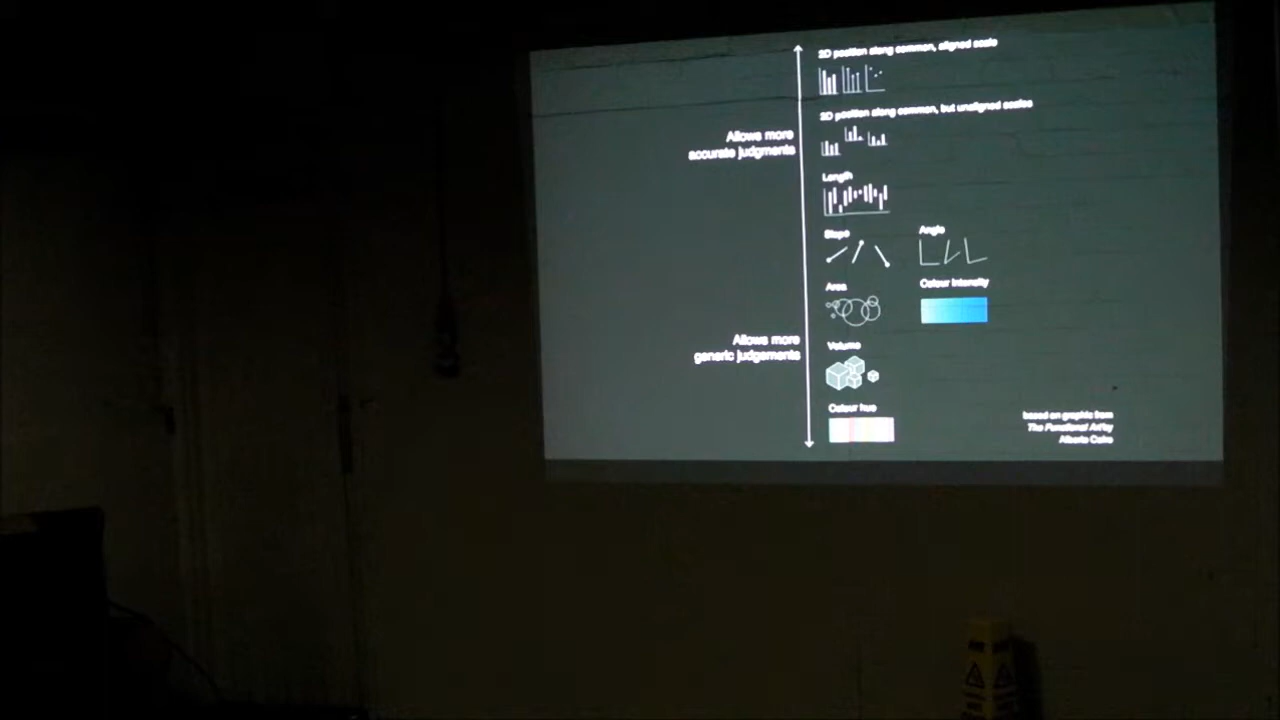 2D position along common, aligned scale
2D position along common, but unaligned scales
Allows more
accurate judgments
Length
Slope
Angle
Area
Colour Intensity
Allows more
generic judgements
Volume
Colour hue
based on graphic from
The Functional Art by
Alberto Cairo